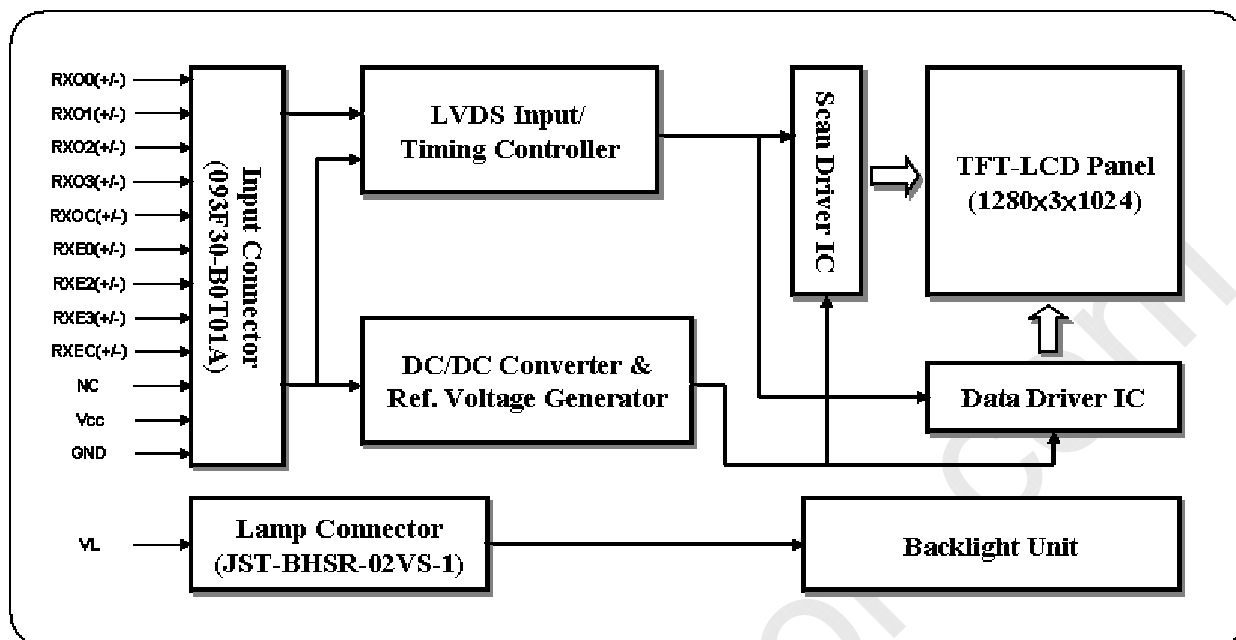 RXO0(+/-)
RXO1(+/-)
RXO2(+/-)
RXO3(+/-)
RXOC(+/-)
RXE0(+/-)
RXE2(+/-)
RXE3(+/-)
RXEC(+/-)
NC
Vcc
GND
Input Connector
(093F30-B0T01A)
LVDS Input/
Timing Controller
Scan Driver IC
TFT-LCD Panel
(1280x3x1024)
DC/DC Converter &
Ref. Voltage Generator
Data Driver IC
VL
Lamp Connector
(JST-BHSR-02VS-1)
Backlight Unit